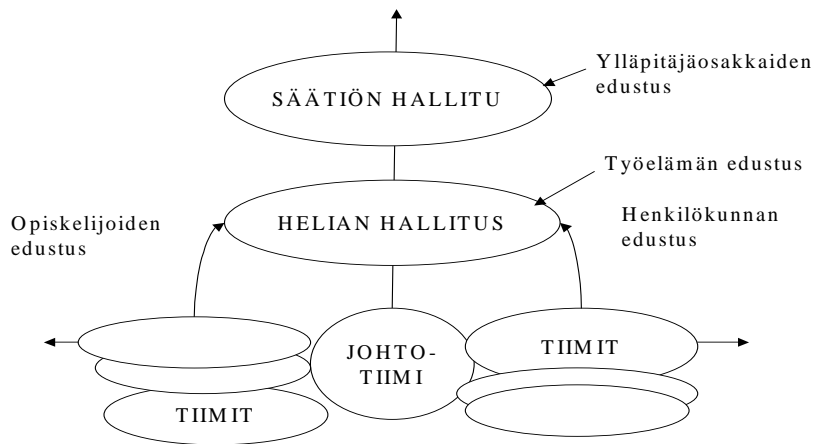 Ylläpitäjäosakkaiden
edustus
SÄÄTIÖN HALLITU
Työelämän edustus
Opiskelijoiden
edustus
HELIAN HALLITUS
Henkilökunnan
edustus
JOHTO-
TIIMI
TIIMIT
TIIMIT